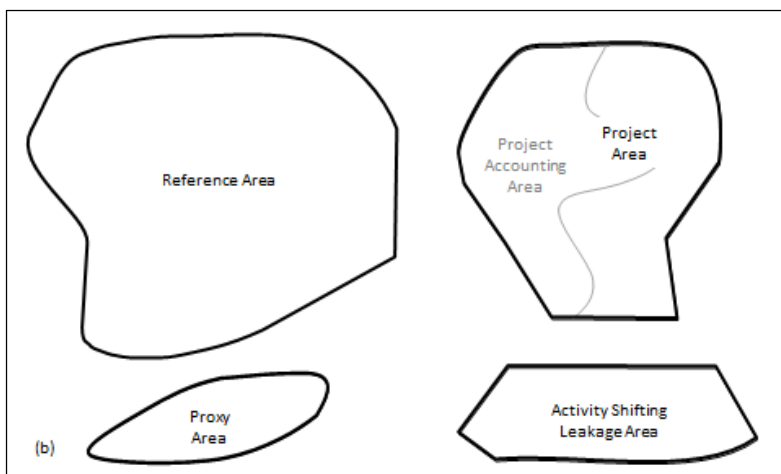 Reference Area
Project
Accounting
Area
Project
Area
Proxy
Area
Activity Shifting
Leakage Area
(b)